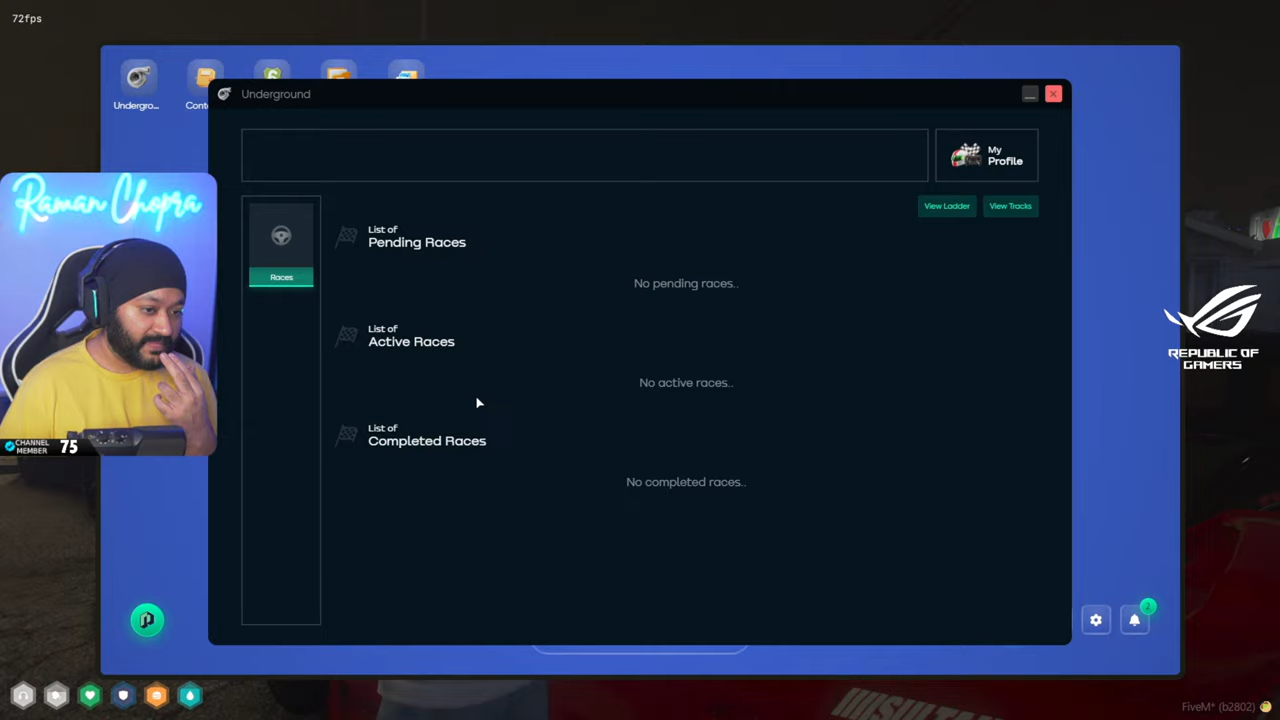 72fps
Undergro...
Underground
My
Profile
View Ladder
View Tracks
Raman Chopra
Races
List of
Pending Races
No pending races..
List of
Active Races
No active races..
List of
Completed Races
No completed races..
REPUBLIC OF
GAMERS
CHANNEL
MEMBER
75
2
FiveM* (b2802)